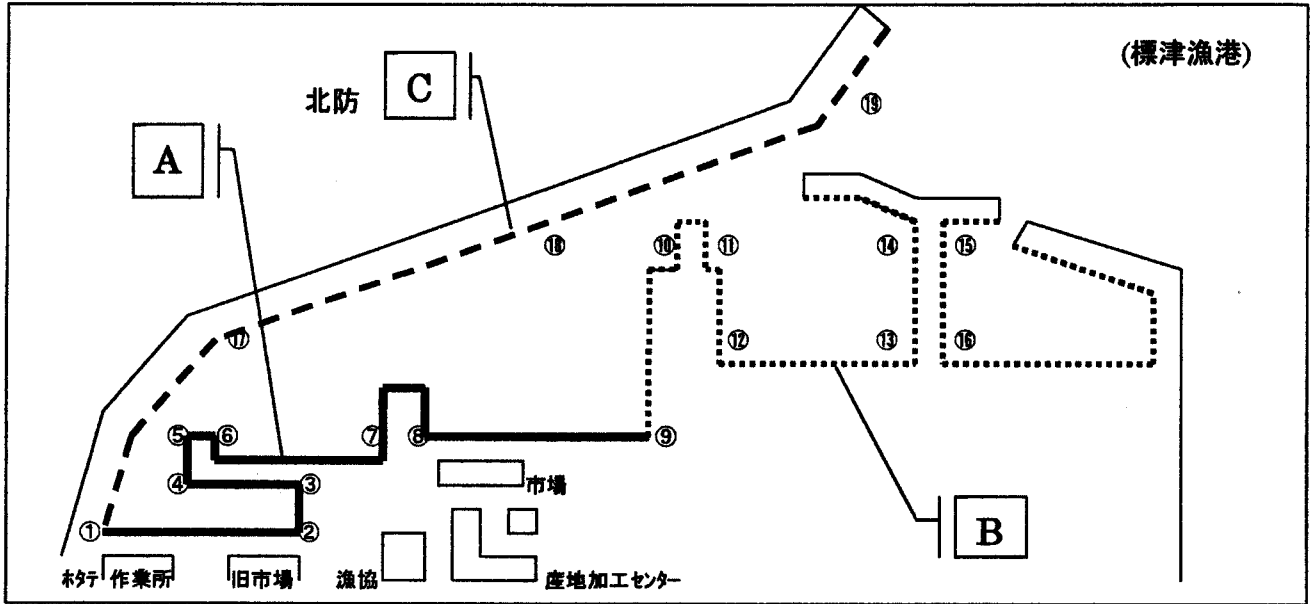 (標津漁港)
北防
C
A
⑲
⑱
⑩
⑪
⑭
⑮
⑰
⑫
⑬
⑯
⑤
⑥
⑦
⑧
⑨
④
③
市場
①
②
B
ホタテ 作業所
旧市場
漁協
産地加工センター